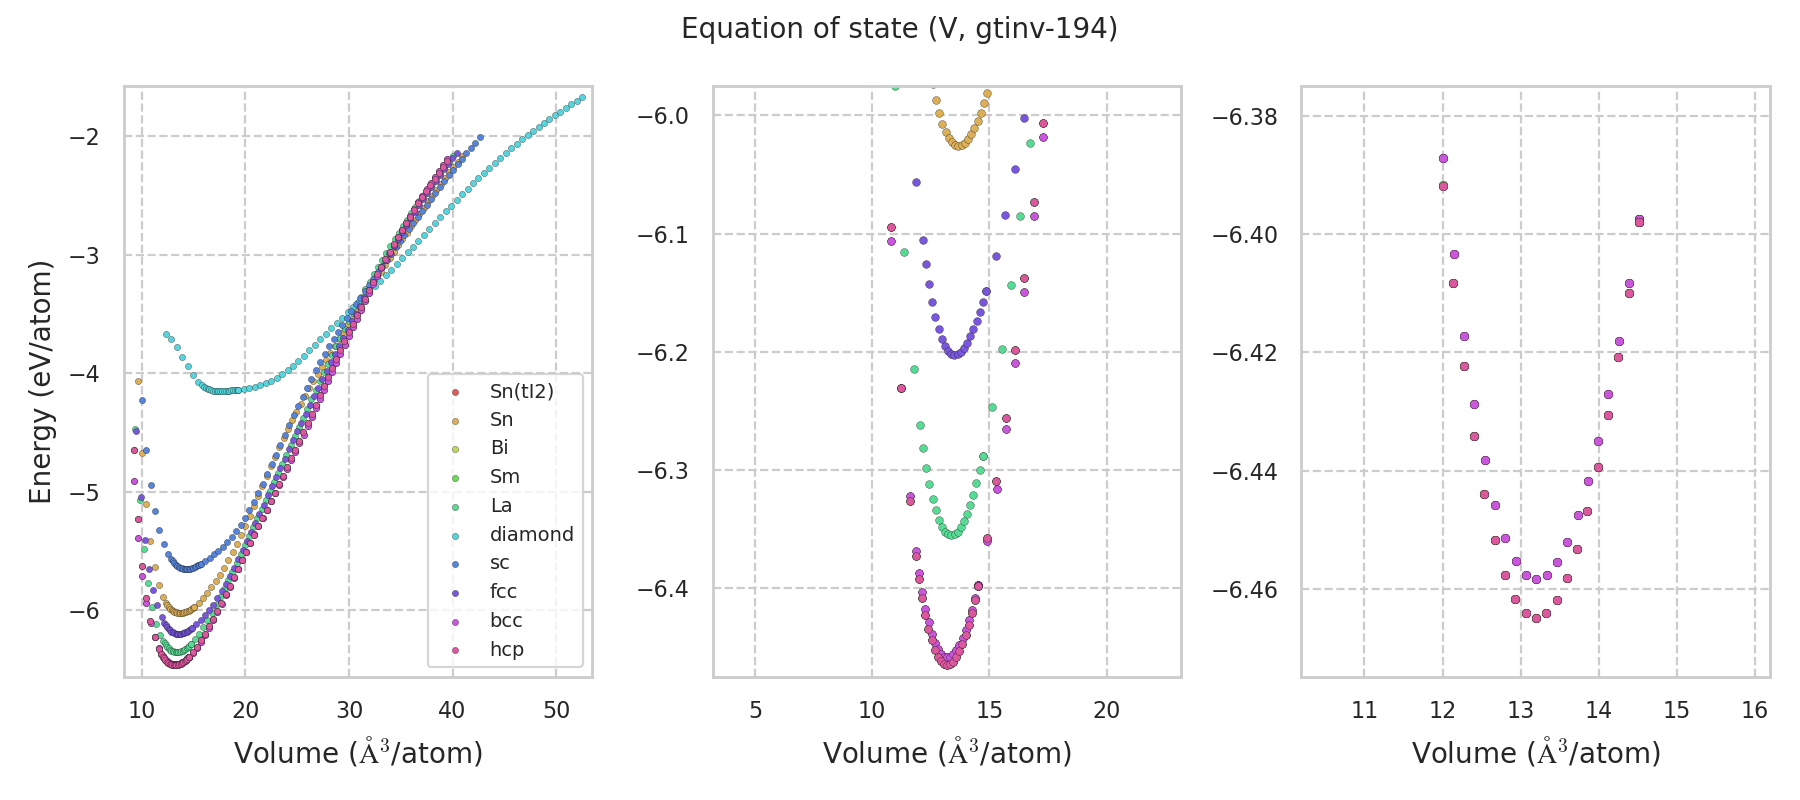 Equation of state (V, gtinv-194)
Energy (eV/atom)
−2
−3
−4
−5
−6
10 20 30 40 50
Volume (Å³/atom)
Sn(tI2)
Sn
Bi
Sm
La
diamond
sc
fcc
bcc
hcp
−6.0
−6.1
−6.2
−6.3
−6.4
5 10 15 20
Volume (Å³/atom)
−6.38
−6.40
−6.42
−6.44
−6.46
11 12 13 14 15 16
Volume (Å³/atom)